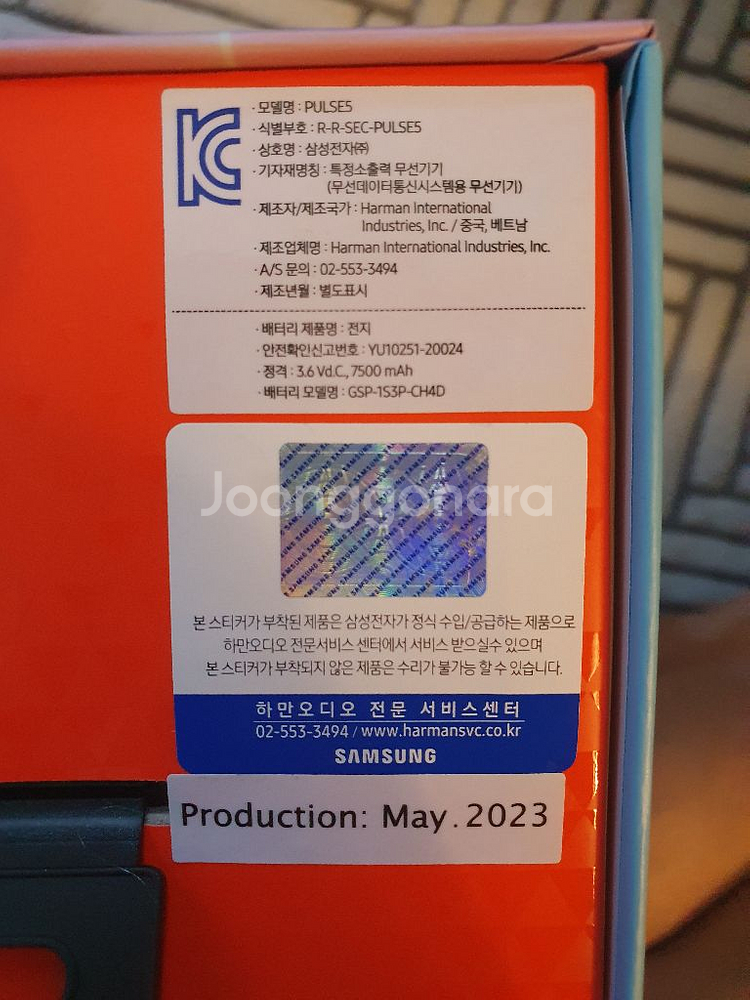 KC
· 모델명 : PULSE5
· 식별부호 : R-R-SEC-PULSE5
· 상호명 : 삼성전자㈜
· 기자재명칭 : 특정소출력 무선기기
(무선데이터통신시스템용 무선기기)
· 제조자/제조국가 : Harman International
Industries, Inc. / 중국, 베트남
· 제조업체명 : Harman International Industries, Inc.
· A/S 문의 : 02-553-3494
· 제조년월 : 별도표시
· 배터리 제품명 : 전지
· 안전확인신고번호 : YU10251-20024
· 정격 : 3.6 Vd.C., 7500 mAh
· 배터리 모델명 : GSP-1S3P-CH4D
SAMSUNG
Joonggonara
본 스티커가 부착된 제품은 삼성전자가 정식 수입/공급하는 제품으로
하만오디오 전문서비스 센터에서 서비스 받으실수 있으며
본 스티커가 부착되지 않은 제품은 수리가 불가능 할 수 있습니다.
하만오디오 전문 서비스센터
02-553-3494 / www.harmansvc.co.kr
SAMSUNG
Production: May . 2023